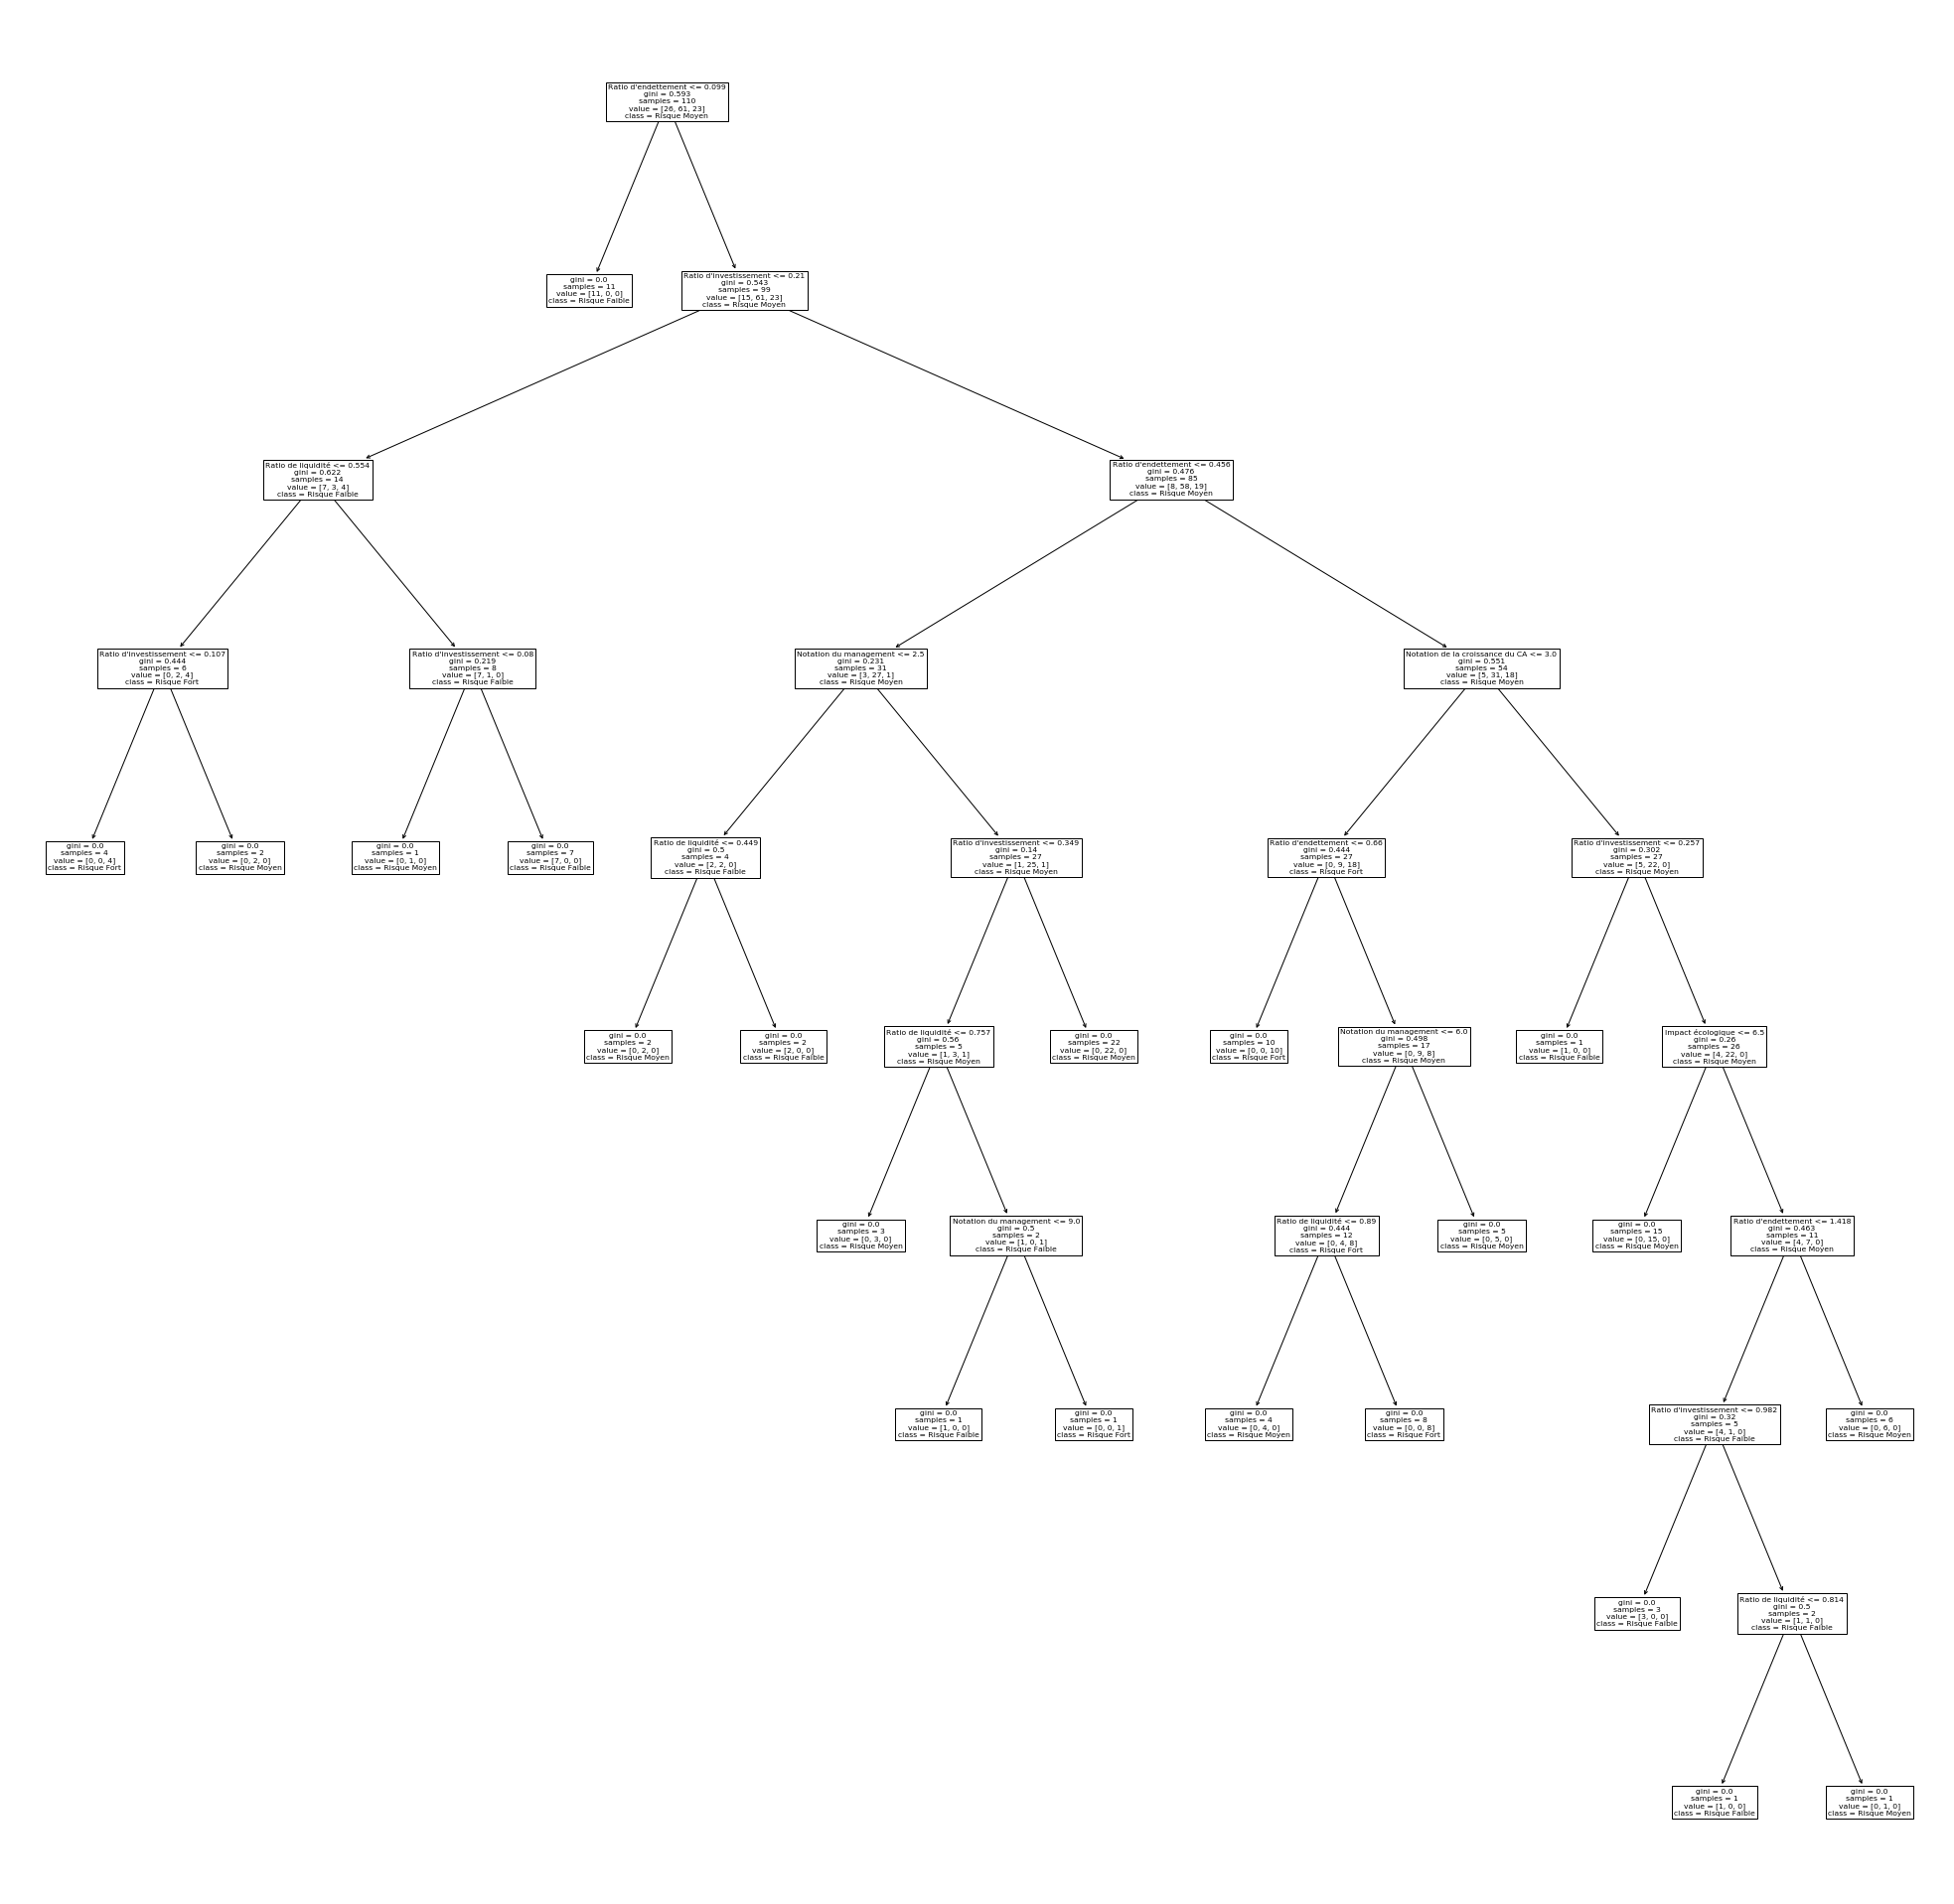 Ratio d'endettement <= 0.099
gini = 0.593
samples = 110
value = [26, 61, 23]
class = Risque Moyen
gini = 0.0
samples = 11
value = [11, 0, 0]
class = Risque Faible
Ratio d'investissement <= 0.21
gini = 0.543
samples = 99
value = [15, 61, 23]
class = Risque Moyen
Ratio de liquidité <= 0.554
gini = 0.622
samples = 14
value = [7, 3, 4]
class = Risque Faible
Ratio d'endettement <= 0.456
gini = 0.476
samples = 85
value = [8, 58, 19]
class = Risque Moyen
Ratio d'investissement <= 0.107
gini = 0.444
samples = 6
value = [0, 2, 4]
class = Risque Fort
Ratio d'investissement <= 0.08
gini = 0.219
samples = 8
value = [7, 1, 0]
class = Risque Faible
Notation du management <= 2.5
gini = 0.231
samples = 31
value = [3, 27, 1]
class = Risque Moyen
Notation de la croissance du CA <= 3.0
gini = 0.551
samples = 54
value = [5, 31, 18]
class = Risque Moyen
gini = 0.0
samples = 4
value = [0, 0, 4]
class = Risque Fort
gini = 0.0
samples = 2
value = [0, 2, 0]
class = Risque Moyen
gini = 0.0
samples = 1
value = [0, 1, 0]
class = Risque Moyen
gini = 0.0
samples = 7
value = [7, 0, 0]
class = Risque Faible
Ratio de liquidité <= 0.449
gini = 0.5
samples = 4
value = [2, 2, 0]
class = Risque Faible
Ratio d'investissement <= 0.349
gini = 0.14
samples = 27
value = [1, 25, 1]
class = Risque Moyen
Ratio d'endettement <= 0.66
gini = 0.444
samples = 27
value = [0, 9, 18]
class = Risque Fort
Ratio d'investissement <= 0.257
gini = 0.302
samples = 27
value = [5, 22, 0]
class = Risque Moyen
gini = 0.0
samples = 2
value = [0, 2, 0]
class = Risque Moyen
gini = 0.0
samples = 2
value = [2, 0, 0]
class = Risque Faible
Ratio de liquidité <= 0.757
gini = 0.56
samples = 5
value = [1, 3, 1]
class = Risque Moyen
gini = 0.0
samples = 22
value = [0, 22, 0]
class = Risque Moyen
gini = 0.0
samples = 10
value = [0, 0, 10]
class = Risque Fort
Notation du management <= 6.0
gini = 0.498
samples = 17
value = [0, 9, 8]
class = Risque Moyen
gini = 0.0
samples = 1
value = [1, 0, 0]
class = Risque Faible
Impact écologique <= 6.5
gini = 0.26
samples = 26
value = [4, 22, 0]
class = Risque Moyen
gini = 0.0
samples = 3
value = [0, 3, 0]
class = Risque Moyen
Notation du management <= 9.0
gini = 0.5
samples = 2
value = [1, 0, 1]
class = Risque Faible
Ratio de liquidité <= 0.89
gini = 0.444
samples = 12
value = [0, 4, 8]
class = Risque Fort
gini = 0.0
samples = 5
value = [0, 5, 0]
class = Risque Moyen
gini = 0.0
samples = 15
value = [0, 15, 0]
class = Risque Moyen
Ratio d'endettement <= 1.418
gini = 0.463
samples = 11
value = [4, 7, 0]
class = Risque Moyen
gini = 0.0
samples = 1
value = [1, 0, 0]
class = Risque Faible
gini = 0.0
samples = 1
value = [0, 0, 1]
class = Risque Fort
gini = 0.0
samples = 4
value = [0, 4, 0]
class = Risque Moyen
gini = 0.0
samples = 8
value = [0, 0, 8]
class = Risque Fort
Ratio d'investissement <= 0.982
gini = 0.32
samples = 5
value = [4, 1, 0]
class = Risque Faible
gini = 0.0
samples = 6
value = [0, 6, 0]
class = Risque Moyen
gini = 0.0
samples = 3
value = [3, 0, 0]
class = Risque Faible
Ratio de liquidité <= 0.814
gini = 0.5
samples = 2
value = [1, 1, 0]
class = Risque Faible
gini = 0.0
samples = 1
value = [1, 0, 0]
class = Risque Faible
gini = 0.0
samples = 1
value = [0, 1, 0]
class = Risque Moyen